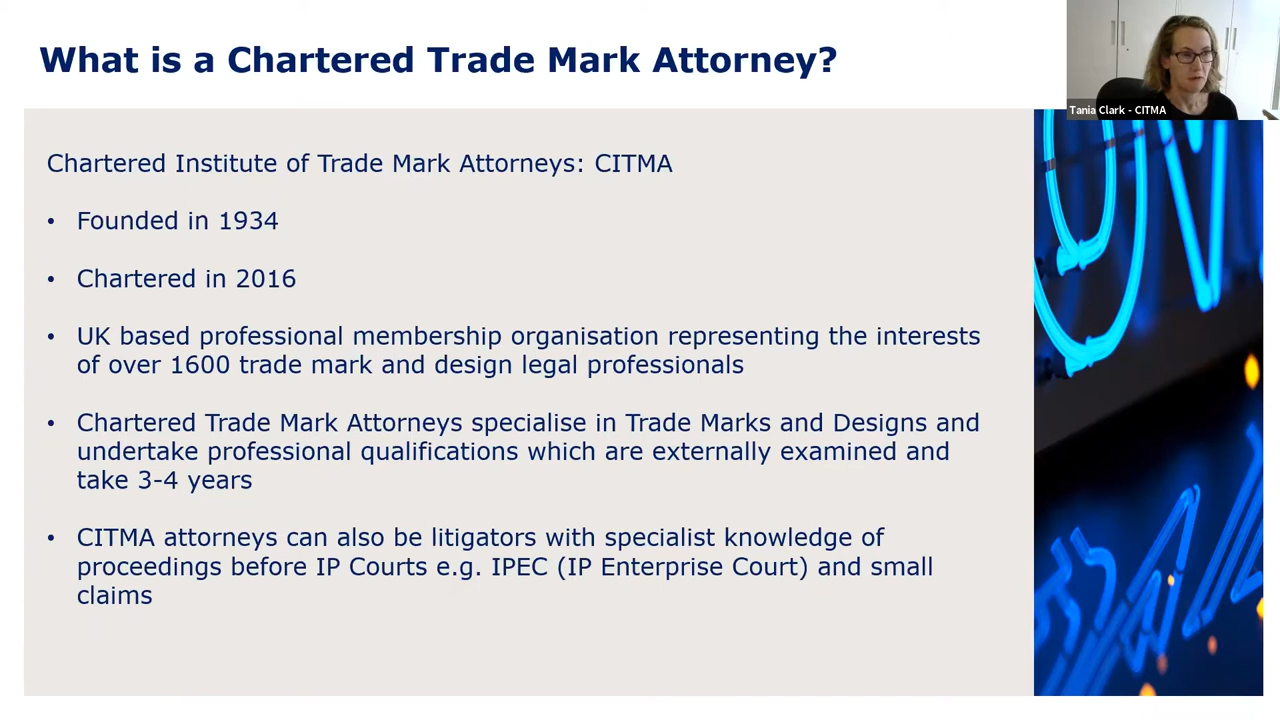 What is a Chartered Trade Mark Attorney?
Tania Clark - CITMA
Chartered Institute of Trade Mark Attorneys: CITMA
• Founded in 1934
• Chartered in 2016
• UK based professional membership organisation representing the interests
of over 1600 trade mark and design legal professionals
• Chartered Trade Mark Attorneys specialise in Trade Marks and Designs and
undertake professional qualifications which are externally examined and
take 3-4 years
• CITMA attorneys can also be litigators with specialist knowledge of
proceedings before IP Courts e.g. IPEC (IP Enterprise Court) and small
claims